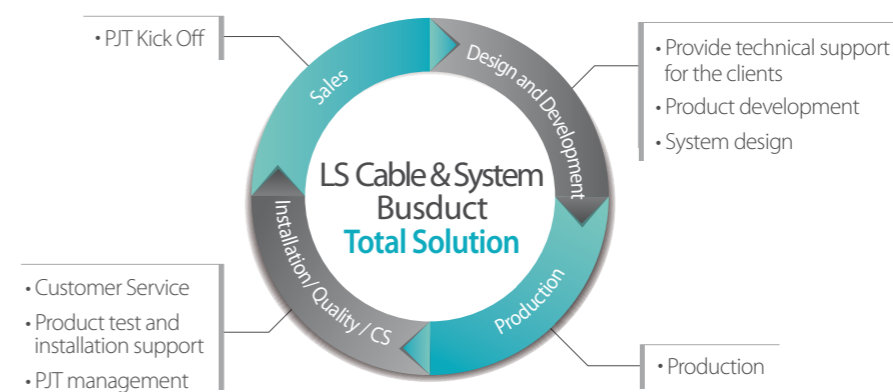 • PJT Kick Off
Sales
Design and Development
• Provide technical support
for the clients
• Product development
• System design
LS Cable & System
Busduct
Total Solution
Installation/ Quality / CS
Production
• Customer Service
• Product test and
installation support
• PJT management
• Production